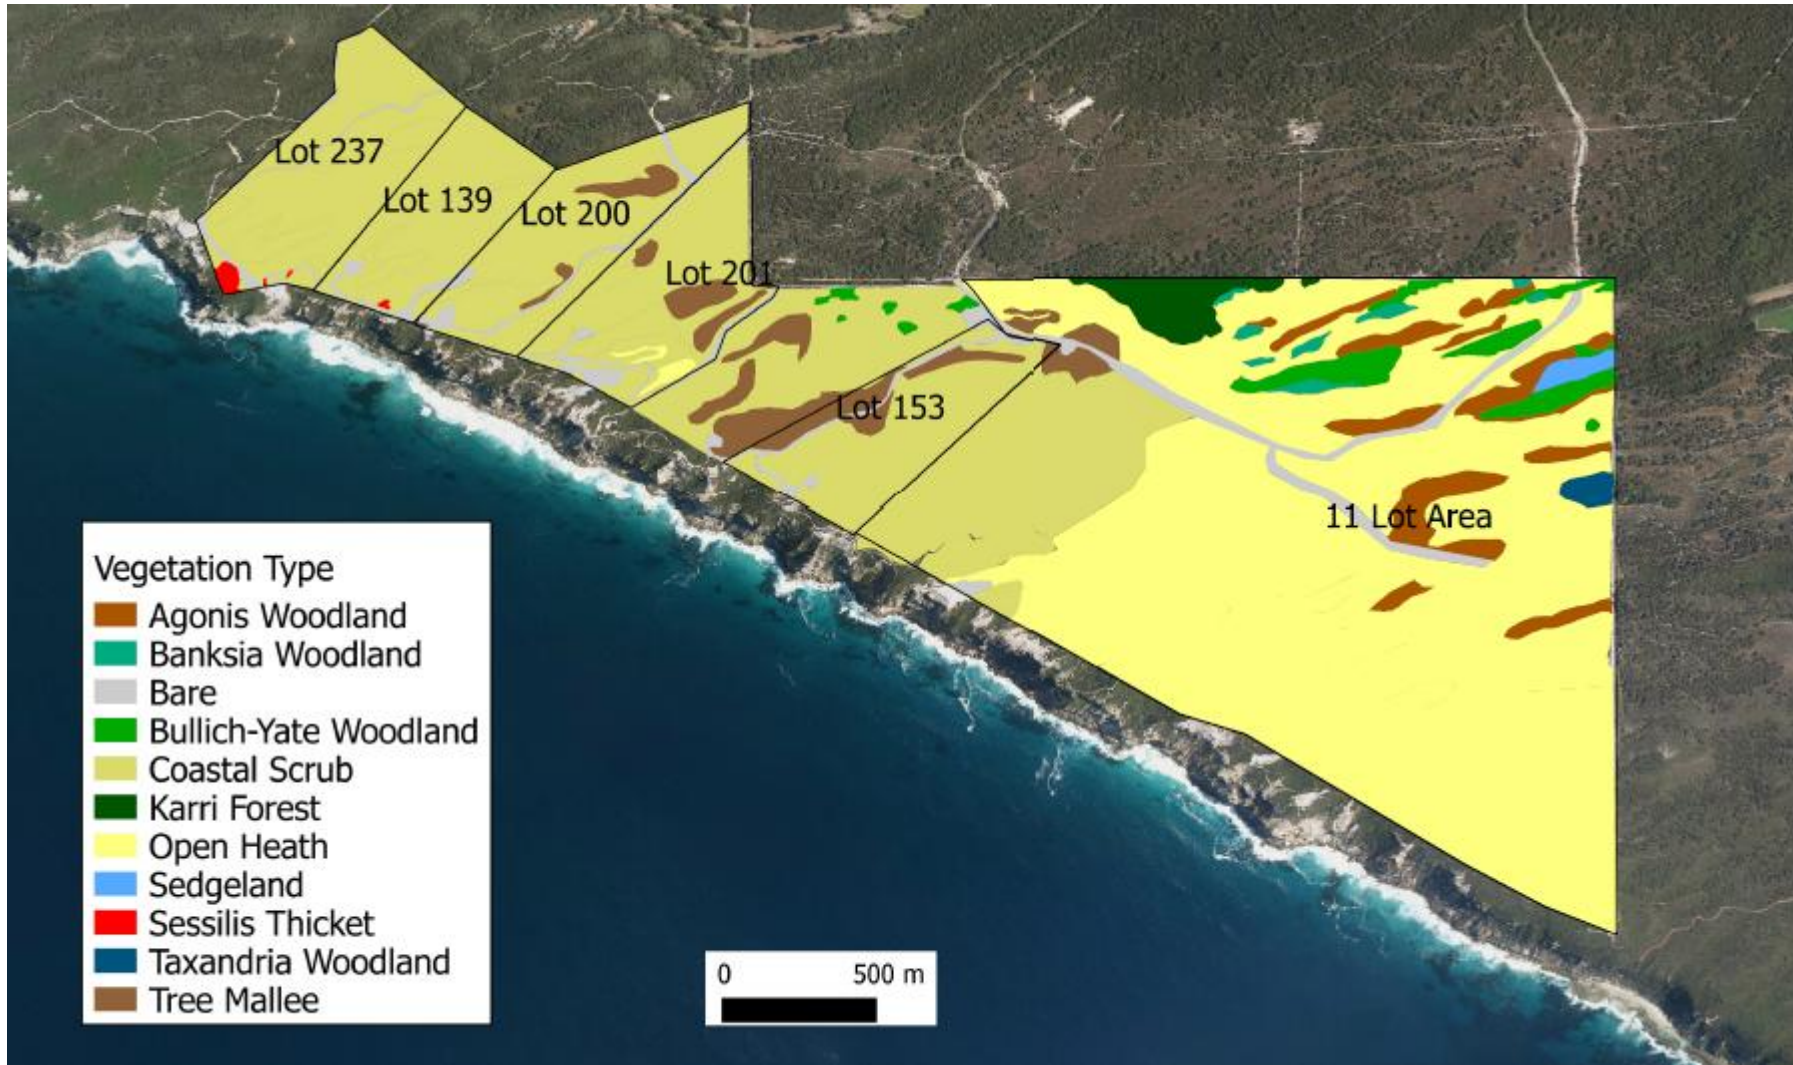 Lot 237
Lot 139
Lot 200
Lot 201
Lot 153
11 Lot Area
Vegetation Type
Agonis Woodland
Banksia Woodland
Bare
Bullich-Yate Woodland
Coastal Scrub
Karri Forest
Open Heath
Sedgeland
Sessilis Thicket
Taxandria Woodland
Tree Mallee
0 500 m